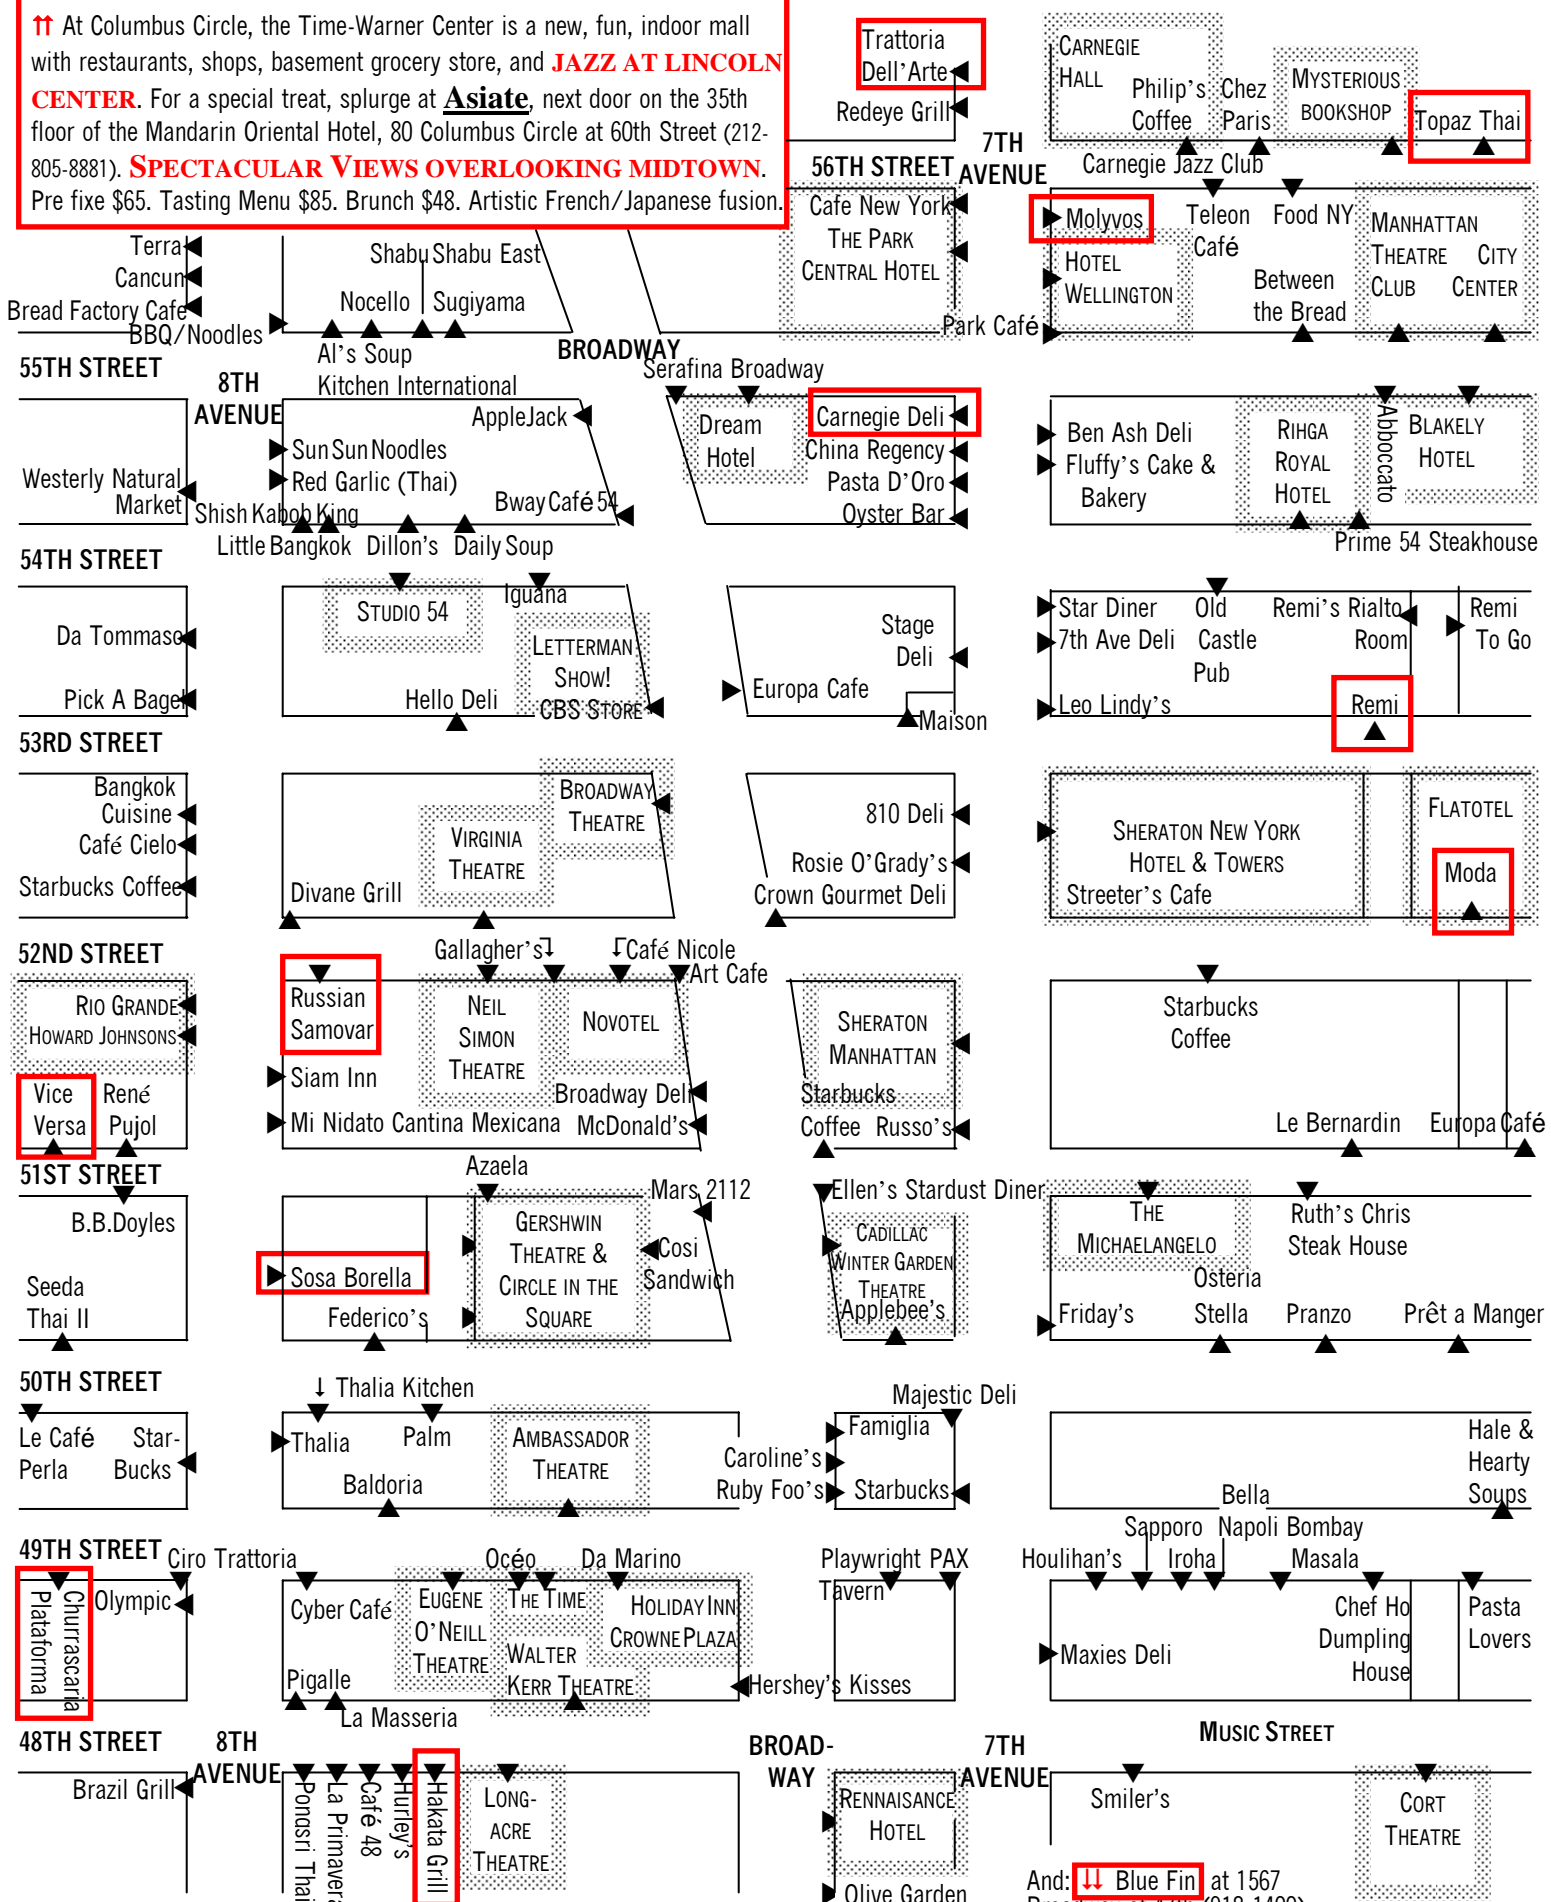 ⇈ At Columbus Circle, the Time-Warner Center is a new, fun, indoor mall
with restaurants, shops, basement grocery store, and JAZZ AT LINCOLN
CENTER. For a special treat, splurge at Asiate, next door on the 35th
floor of the Mandarin Oriental Hotel, 80 Columbus Circle at 60th Street (212-
805-8881). SPECTACULAR VIEWS OVERLOOKING MIDTOWN.
Pre fixe $65. Tasting Menu $85. Brunch $48. Artistic French/Japanese fusion.
Trattoria
Dell'Arte
Redeye Grill
CARNEGIE
HALL
Philip's
Coffee
Chez
Paris
MYSTERIOUS
BOOKSHOP
Topaz Thai
7TH
AVENUE
56TH STREET
Carnegie Jazz Club
Cafe New York
THE PARK
CENTRAL HOTEL
Molyvos
HOTEL
WELLINGTON
Park Café
Teleon
Café
Food NY
Between
the Bread
MANHATTAN
THEATRE CITY
CLUB CENTER
Terra
Cancun
Bread Factory Cafe
BBQ/Noodles
Shabu Shabu East
Nocello
Sugiyama
Al's Soup
Kitchen International
55TH STREET
8TH
AVENUE
BROADWAY
Serafina Broadway
AppleJack
Sun Sun Noodles
Red Garlic (Thai)
Westerly Natural
Market
Shish Kabob King
Bway Café 54
Little Bangkok
Dillon's
Daily Soup
Dream
Hotel
Carnegie Deli
China Regency
Pasta D'Oro
Oyster Bar
Ben Ash Deli
Fluffy's Cake &
Bakery
RIHGA
ROYAL
HOTEL
Abboccato
BLAKELY
HOTEL
Prime 54 Steakhouse
54TH STREET
Da Tommaso
Pick A Bagel
STUDIO 54
Iguana
LETTERMAN
SHOW!
CBS STORE
Hello Deli
Europa Cafe
Stage
Deli
Maison
Star Diner
7th Ave Deli
Leo Lindy's
Old
Castle
Pub
Remi's Rialto
Room
Remi
To Go
Remi
53RD STREET
Bangkok
Cuisine
Café Cielo
Starbucks Coffee
Divane Grill
VIRGINIA
THEATRE
BROADWAY
THEATRE
810 Deli
Rosie O'Grady's
Crown Gourmet Deli
SHERATON NEW YORK
HOTEL & TOWERS
Streeter's Cafe
FLATOTEL
Moda
52ND STREET
Gallagher's
Café Nicole
Art Cafe
RIO GRANDE
HOWARD JOHNSONS
Vice
Versa
René
Pujol
Russian
Samovar
Siam Inn
Mi Nidato Cantina Mexicana
NEIL
SIMON
THEATRE
NOVOTEL
Broadway Deli
McDonald's
SHERATON
MANHATTAN
Starbucks
Coffee
Russo's
Starbucks
Coffee
Le Bernardin
Europa Café
51ST STREET
B.B.Doyles
Seeda
Thai II
Sosa Borella
Federico's
Azaela
GERSHWIN
THEATRE &
CIRCLE IN THE
SQUARE
Mars 2112
Cosi
Sandwich
Ellen's Stardust Diner
CADILLAC
WINTER GARDEN
THEATRE
Applebee's
THE
MICHAELANGELO
Ruth's Chris
Steak House
Friday's
Osteria
Stella
Pranzo
Prêt a Manger
50TH STREET
↓ Thalia Kitchen
Le Café
Perla
Star-
Bucks
Thalia
Palm
Baldoria
AMBASSADOR
THEATRE
Majestic Deli
Famiglia
Caroline's
Ruby Foo's
Starbucks
Hale &
Hearty
Soups
49TH STREET
Ciro Trattoria
Churrascaria
Plataforma
Olympic
Cyber Café
Pigalle
La Masseria
EUGENE
O'NEILL
THEATRE
Océo
THE TIME
WALTER
KERR THEATRE
Da Marino
HOLIDAY INN
CROWNE PLAZA
Hershey's Kisses
Playwright
Tavern
PAX
Houlihan's
Sapporo
Iroha
Bella
Napoli
Bombay
Masala
Maxies Deli
Chef Ho
Dumpling
House
Pasta
Lovers
48TH STREET
8TH
AVENUE
BROAD-
WAY
7TH
AVENUE
MUSIC STREET
Brazil Grill
Pongsri Thai
La Primavera
Café 48
Hurley's
Hakata Grill
LONG-
ACRE
THEATRE
RENNAISANCE
HOTEL
Olive Garden
Smiler's
CORT
THEATRE
And: ⇊ Blue Fin at 1567